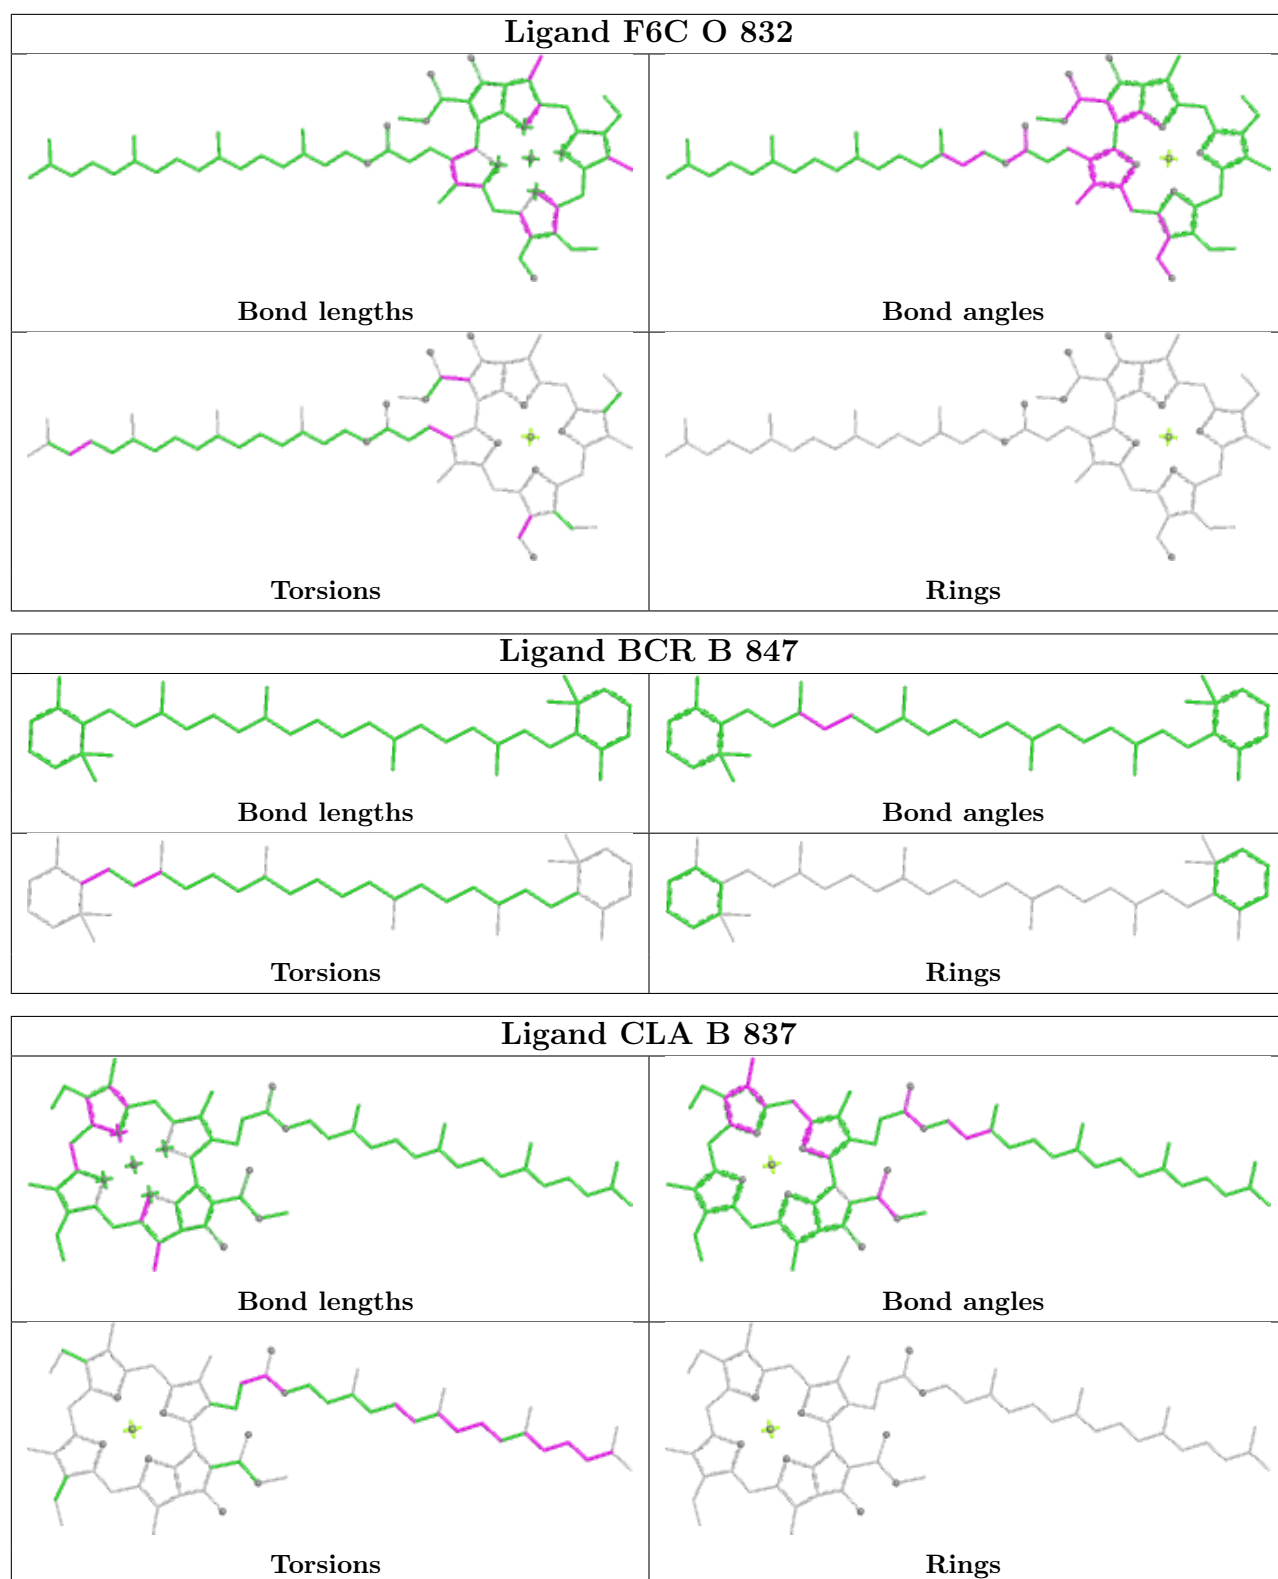 Ligand F6C O 832
Bond lengths
Bond angles
Torsions
Rings
Ligand BCR B 847
Bond lengths
Bond angles
Torsions
Rings
Ligand CLA B 837
Bond lengths
Bond angles
Torsions
Rings